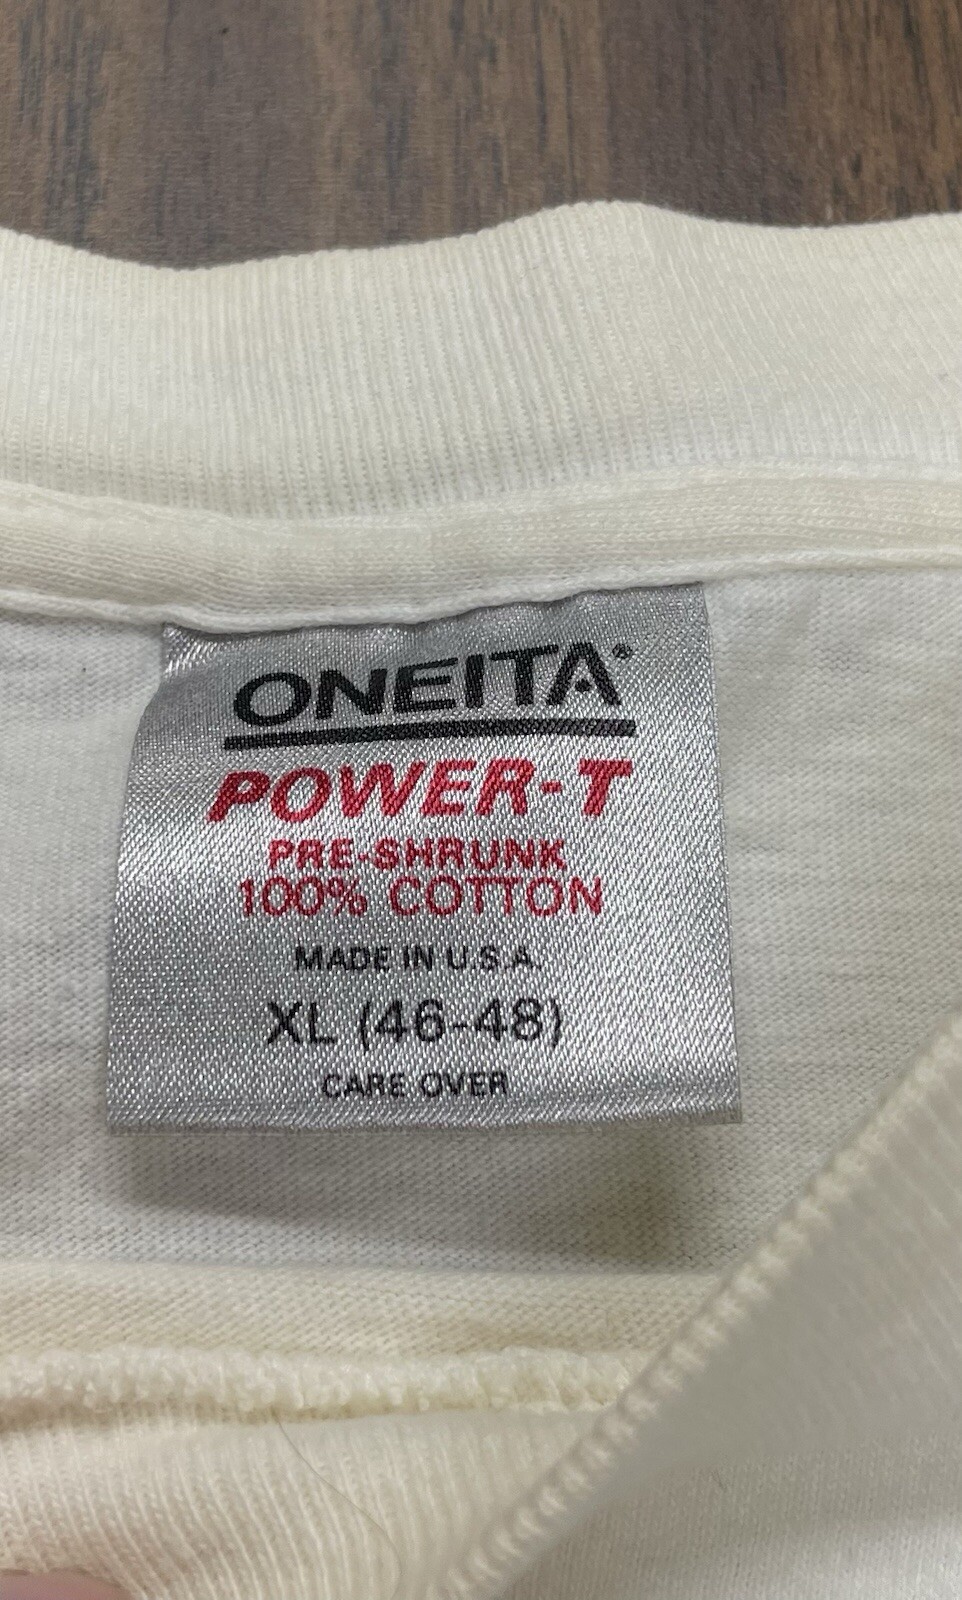 ONEITA®
POWER-T
PRE-SHRUNK
100% COTTON
MADE IN U.S.A.
XL (46-48)
CARE OVER